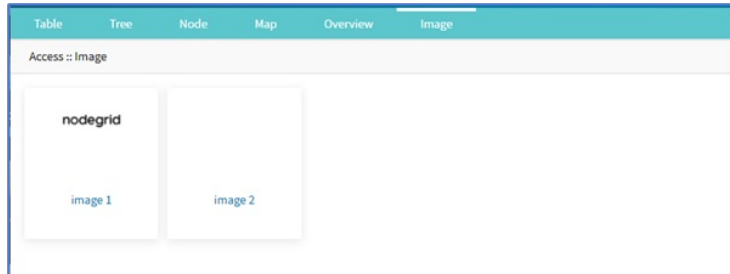 Table Tree Node Map Overview Image
Access :: Image
nodegrid
image 1 image 2